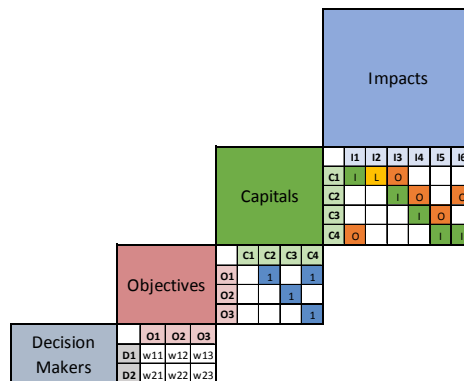 Impacts
I1 I2 I3 I4 I5 I6
Capitals
C1 I L O
C2 I O O
C3 I O
C4 O I I
C1 C2 C3 C4
Objectives
O1 1 1
O2 1
O3 1
O1 O2 O3
Decision
Makers
D1 w11 w12 w13
D2 w21 w22 w23